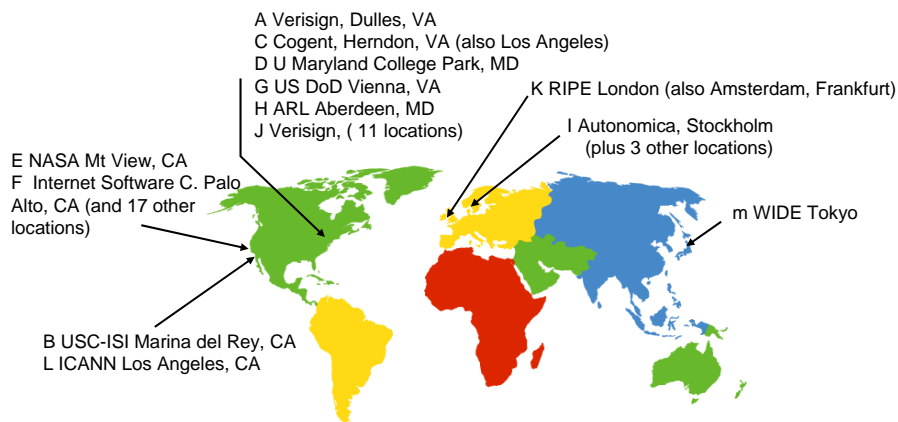 A Verisign, Dulles, VA
C Cogent, Herndon, VA (also Los Angeles)
D U Maryland College Park, MD
G US DoD Vienna, VA
H ARL Aberdeen, MD
J Verisign, ( 11 locations)
K RIPE London (also Amsterdam, Frankfurt)
I Autonomica, Stockholm
(plus 3 other locations)
E NASA Mt View, CA
F Internet Software C. Palo
Alto, CA (and 17 other
locations)
m WIDE Tokyo
B USC-ISI Marina del Rey, CA
L ICANN Los Angeles, CA